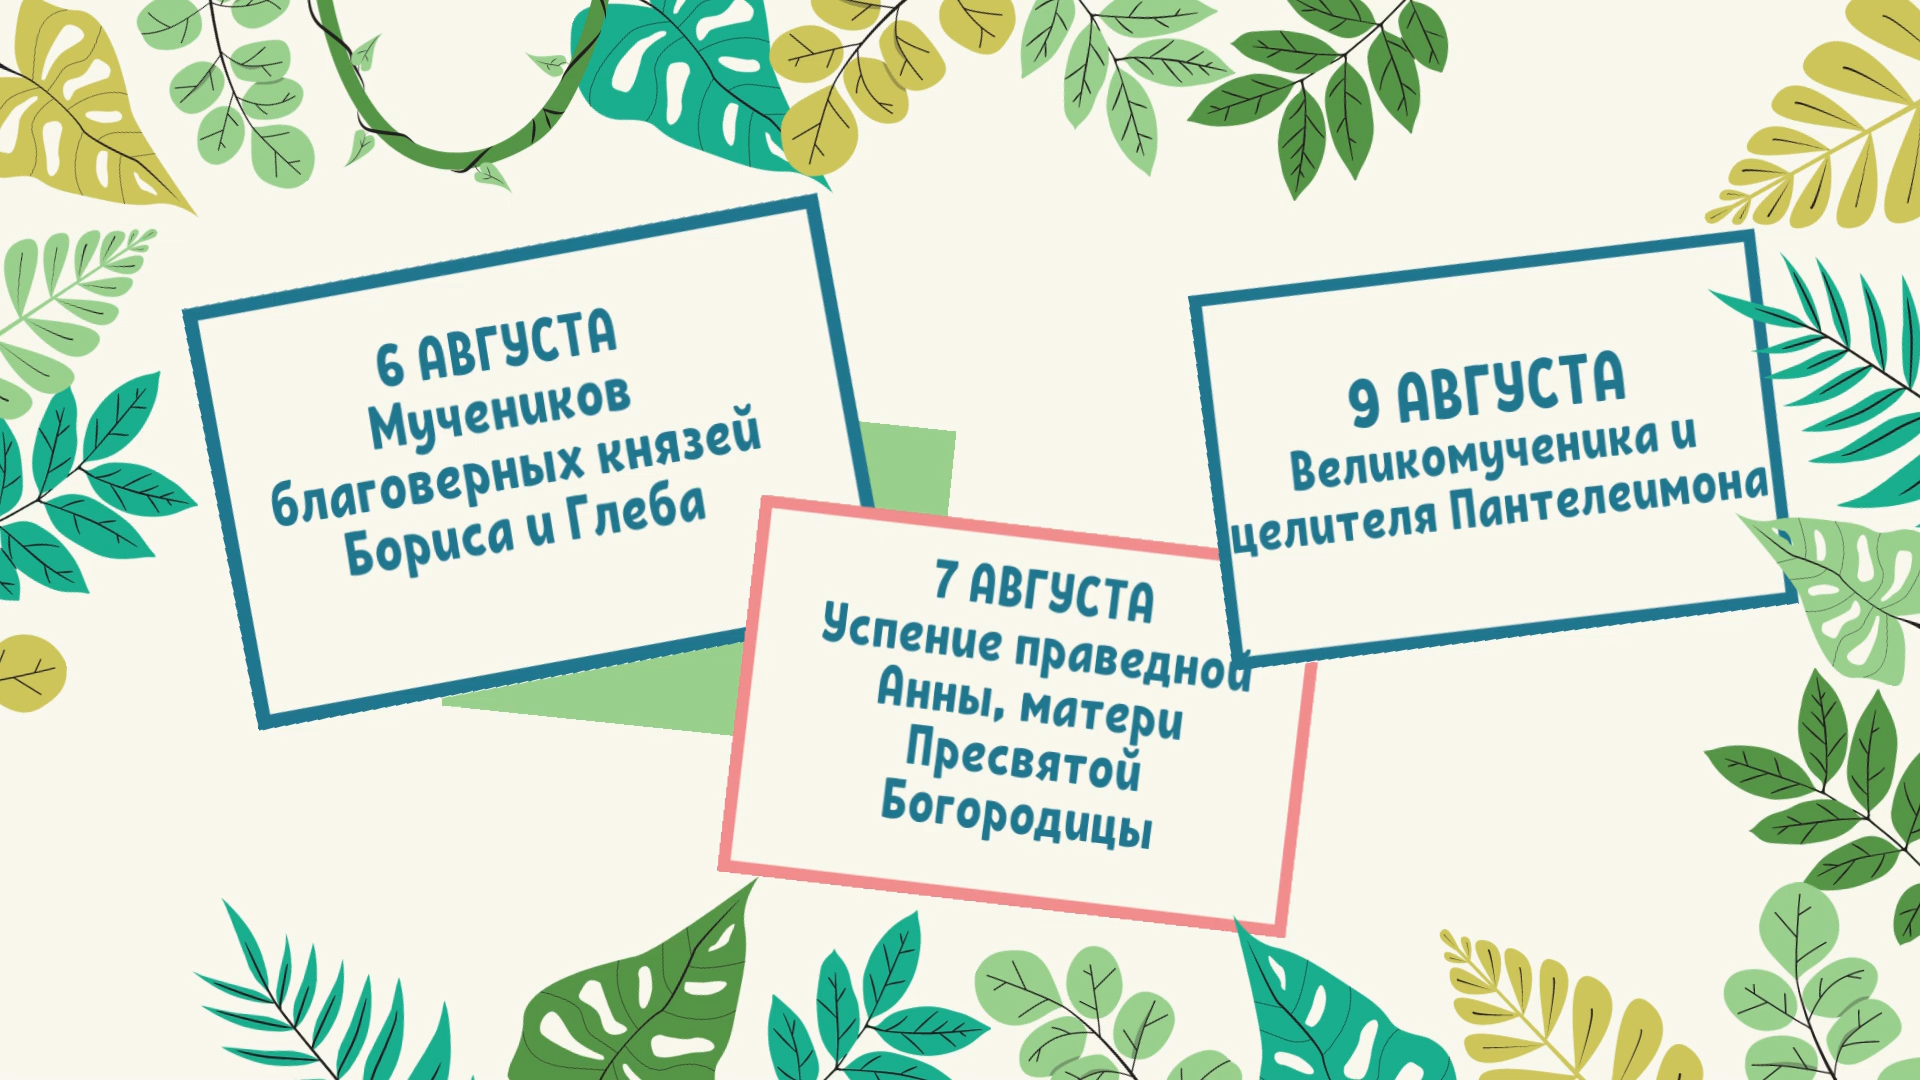 6 АВГУСТА
Мучеников
благоверных князей
Бориса и Глеба
7 АВГУСТА
Успение праведной
Анны, матери
Пресвятой
Богородицы
9 АВГУСТА
Великомученика и
целителя Пантелеимона